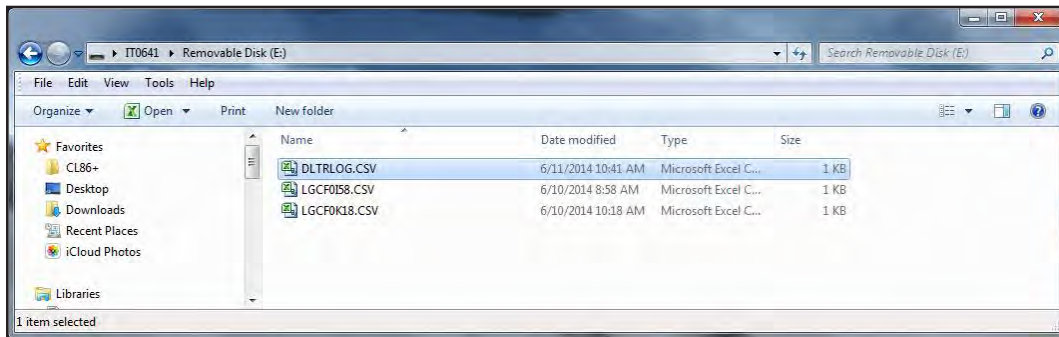 IT0641 ▸ Removable Disk (E:)
Search Removable Disk (E:)
File Edit View Tools Help
Organize Open Print New folder
Favorites
CL86+
Desktop
Downloads
Recent Places
iCloud Photos
Libraries
Name Date modified Type Size
DLTRLOG.CSV 6/11/2014 10:41 AM Microsoft Excel C... 1 KB
LGCF0I58.CSV 6/10/2014 8:58 AM Microsoft Excel C... 1 KB
LGCF0K18.CSV 6/10/2014 10:18 AM Microsoft Excel C... 1 KB
1 item selected